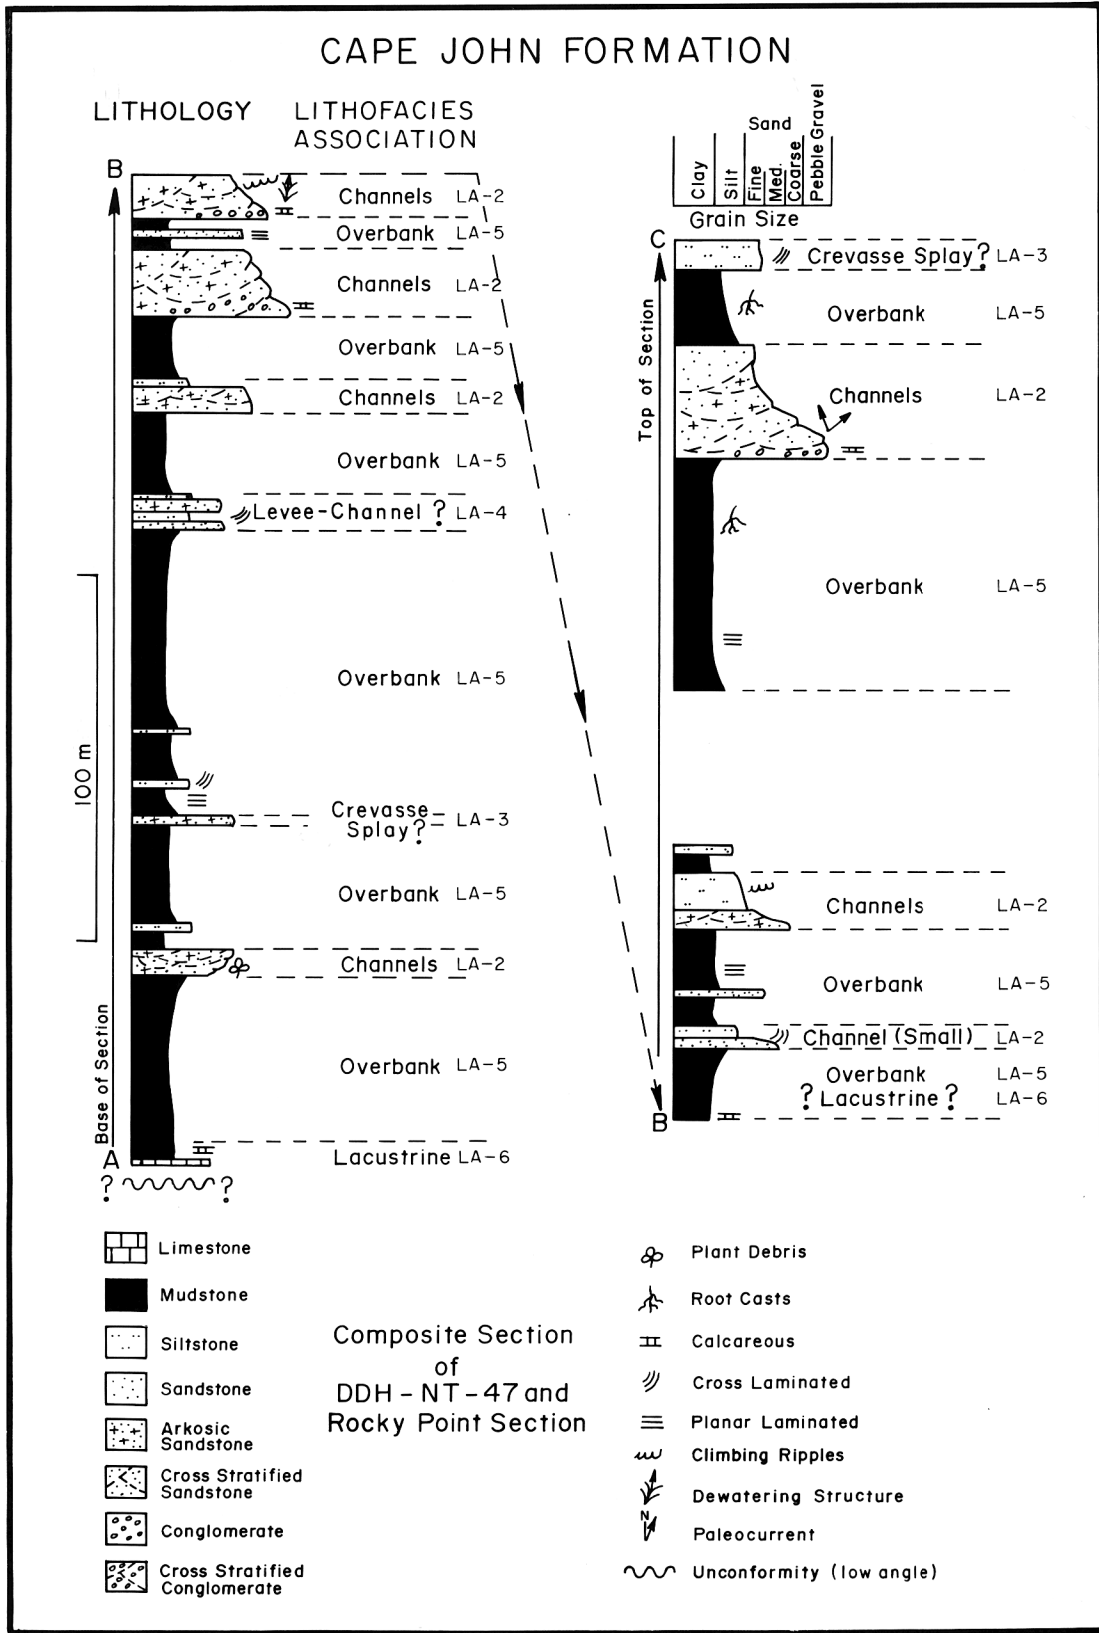 CAPE JOHN FORMATION
LITHOLOGY
LITHOFACIES
ASSOCIATION
B
Channels LA-2
Overbank LA-5
Channels LA-2
Overbank LA-5
Channels LA-2
Overbank LA-5
Levee-Channel ? LA-4
100 m
Overbank LA-5
Crevasse
Splay? LA-3
Overbank LA-5
Channels LA-2
Base of Section
Overbank LA-5
A
Lacustrine LA-6
? ?
Sand
Clay
Silt
Fine
Med.
Coarse
Pebble Gravel
Grain Size
C
Crevasse Splay? LA-3
Top of Section
Overbank LA-5
Channels LA-2
Overbank LA-5
Channels LA-2
Overbank LA-5
Channel (Small) LA-2
Overbank LA-5
? Lacustrine ? LA-6
B
Limestone
Mudstone
Siltstone
Sandstone
Arkosic
Sandstone
Cross Stratified
Sandstone
Conglomerate
Cross Stratified
Conglomerate
Composite Section
of
DDH-NT-47 and
Rocky Point Section
Plant Debris
Root Casts
Calcareous
Cross Laminated
Planar Laminated
Climbing Ripples
Dewatering Structure
N
Paleocurrent
Unconformity (low angle)